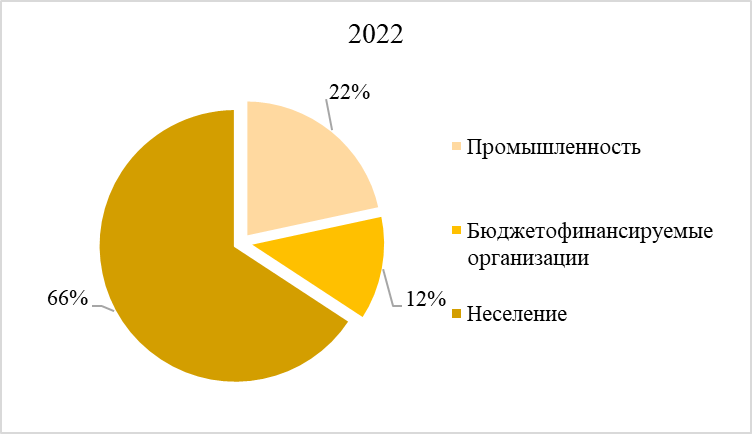 2022
22%
Промышленность
Бюджетофинансируемые
организации
66%
12%
Неселение